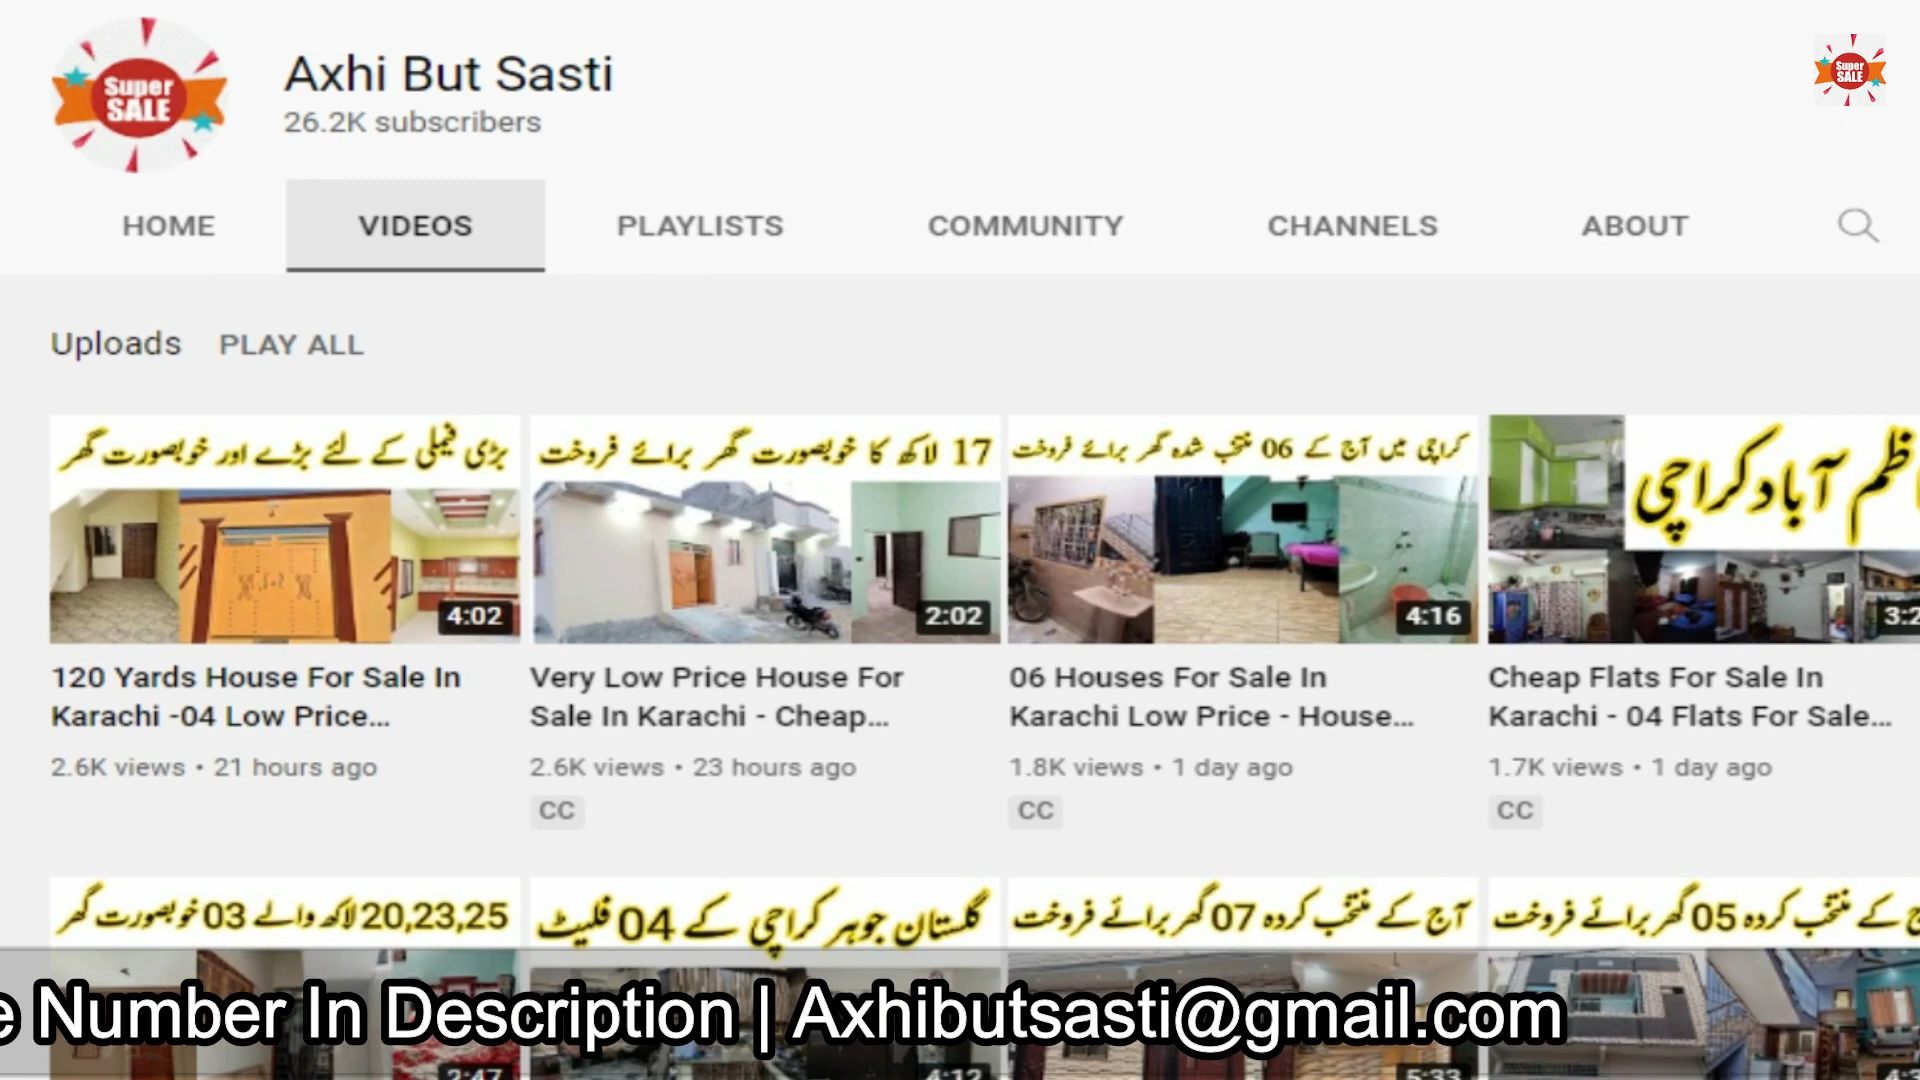 Super
SALE
Axhi But Sasti
26.2K subscribers
Super
SALE
HOME
VIDEOS
PLAYLISTS
COMMUNITY
CHANNELS
ABOUT
Uploads
PLAY ALL
بڑی فیملی کے لئے بڑے اور خوبصورت گھر
4:02
120 Yards House For Sale In
Karachi -04 Low Price...
2.6K views • 21 hours ago
17 لاکھ کا خوبصورت گھر برائے فروخت
2:02
Very Low Price House For
Sale In Karachi - Cheap...
2.6K views • 23 hours ago
CC
کراچی میں آج کے 06 منتخب شدہ گھر برائے فروخت
4:16
06 Houses For Sale In
Karachi Low Price - House...
1.8K views • 1 day ago
CC
آباد کراچی
Cheap Flats For Sale In
Karachi - 04 Flats For Sale...
1.7K views • 1 day ago
CC
20,23,25 لاکھ والے 03 خوبصورت گھر
گلستان جوہر کراچی کے 04 فلیٹ
آج کے منتخب کردہ 07 گھر برائے فروخت
کے منتخب کردہ 05 گھر برائے فروخت
Number In Description | Axhibutsasti@gmail.com
2:47
4:12
5:33